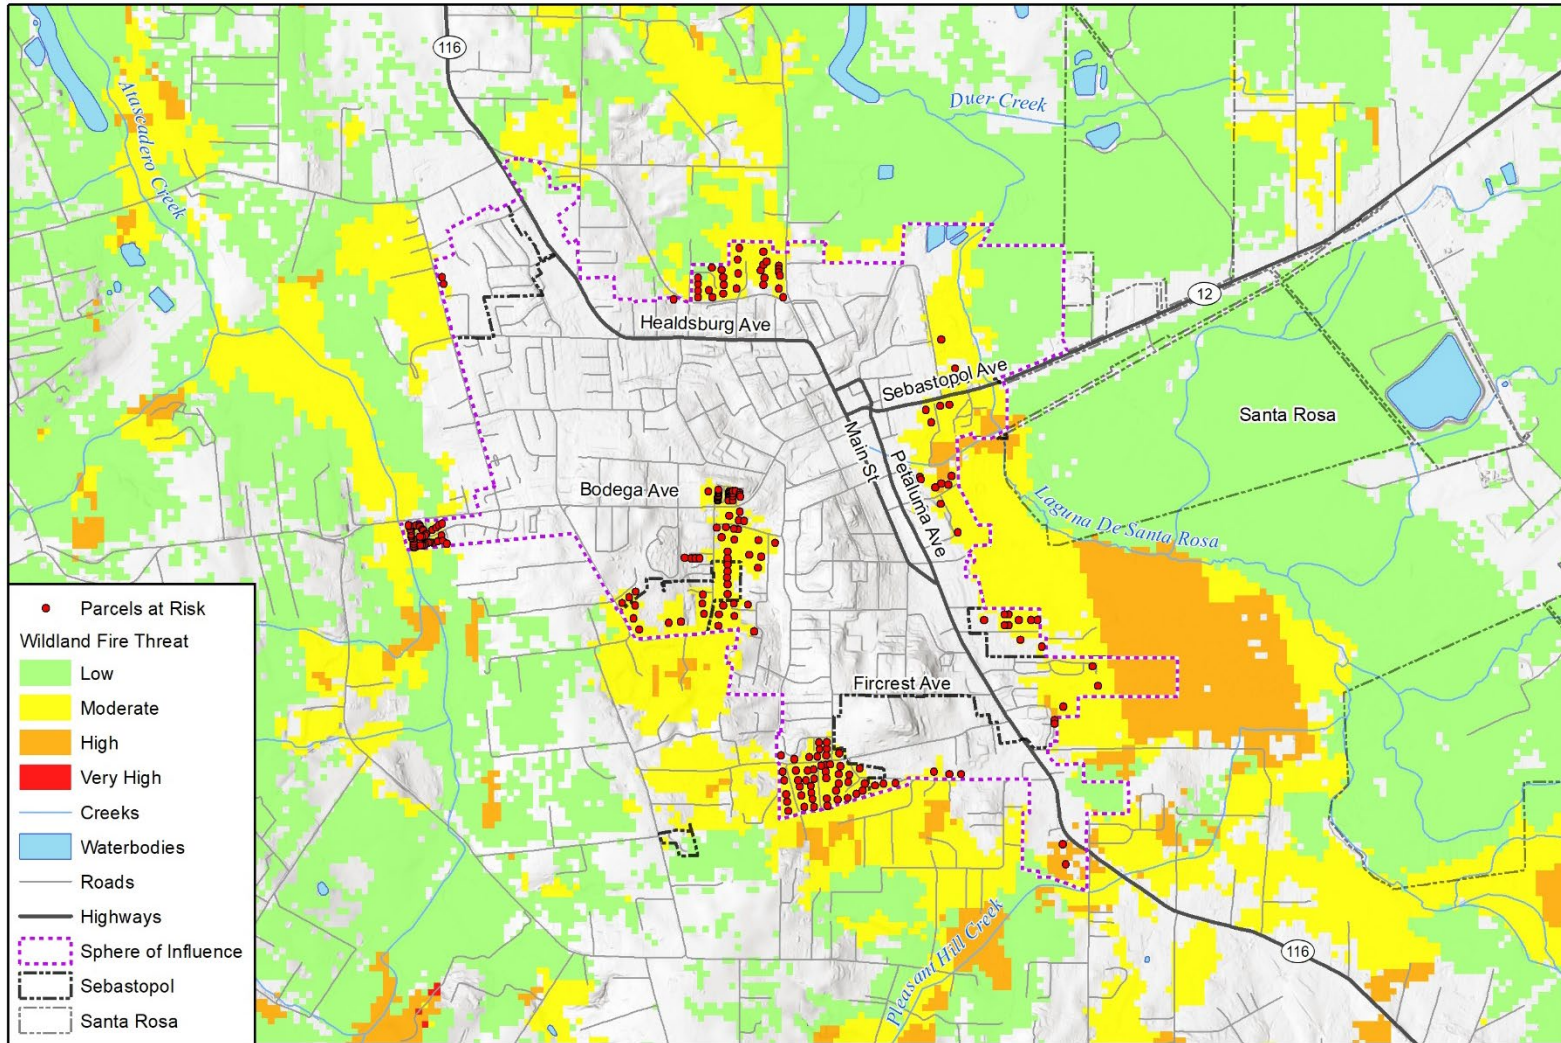 116
Atascadero Creek
Duer Creek
12
Healdsburg Ave
Sebastopol Ave
Santa Rosa
Main St
Petaluma Ave
Bodega Ave
Laguna De Santa Rosa
Fircrest Ave
Pleasant Hill Creek
116
Parcels at Risk
Wildland Fire Threat
Low
Moderate
High
Very High
Creeks
Waterbodies
Roads
Highways
Sphere of Influence
Sebastopol
Santa Rosa